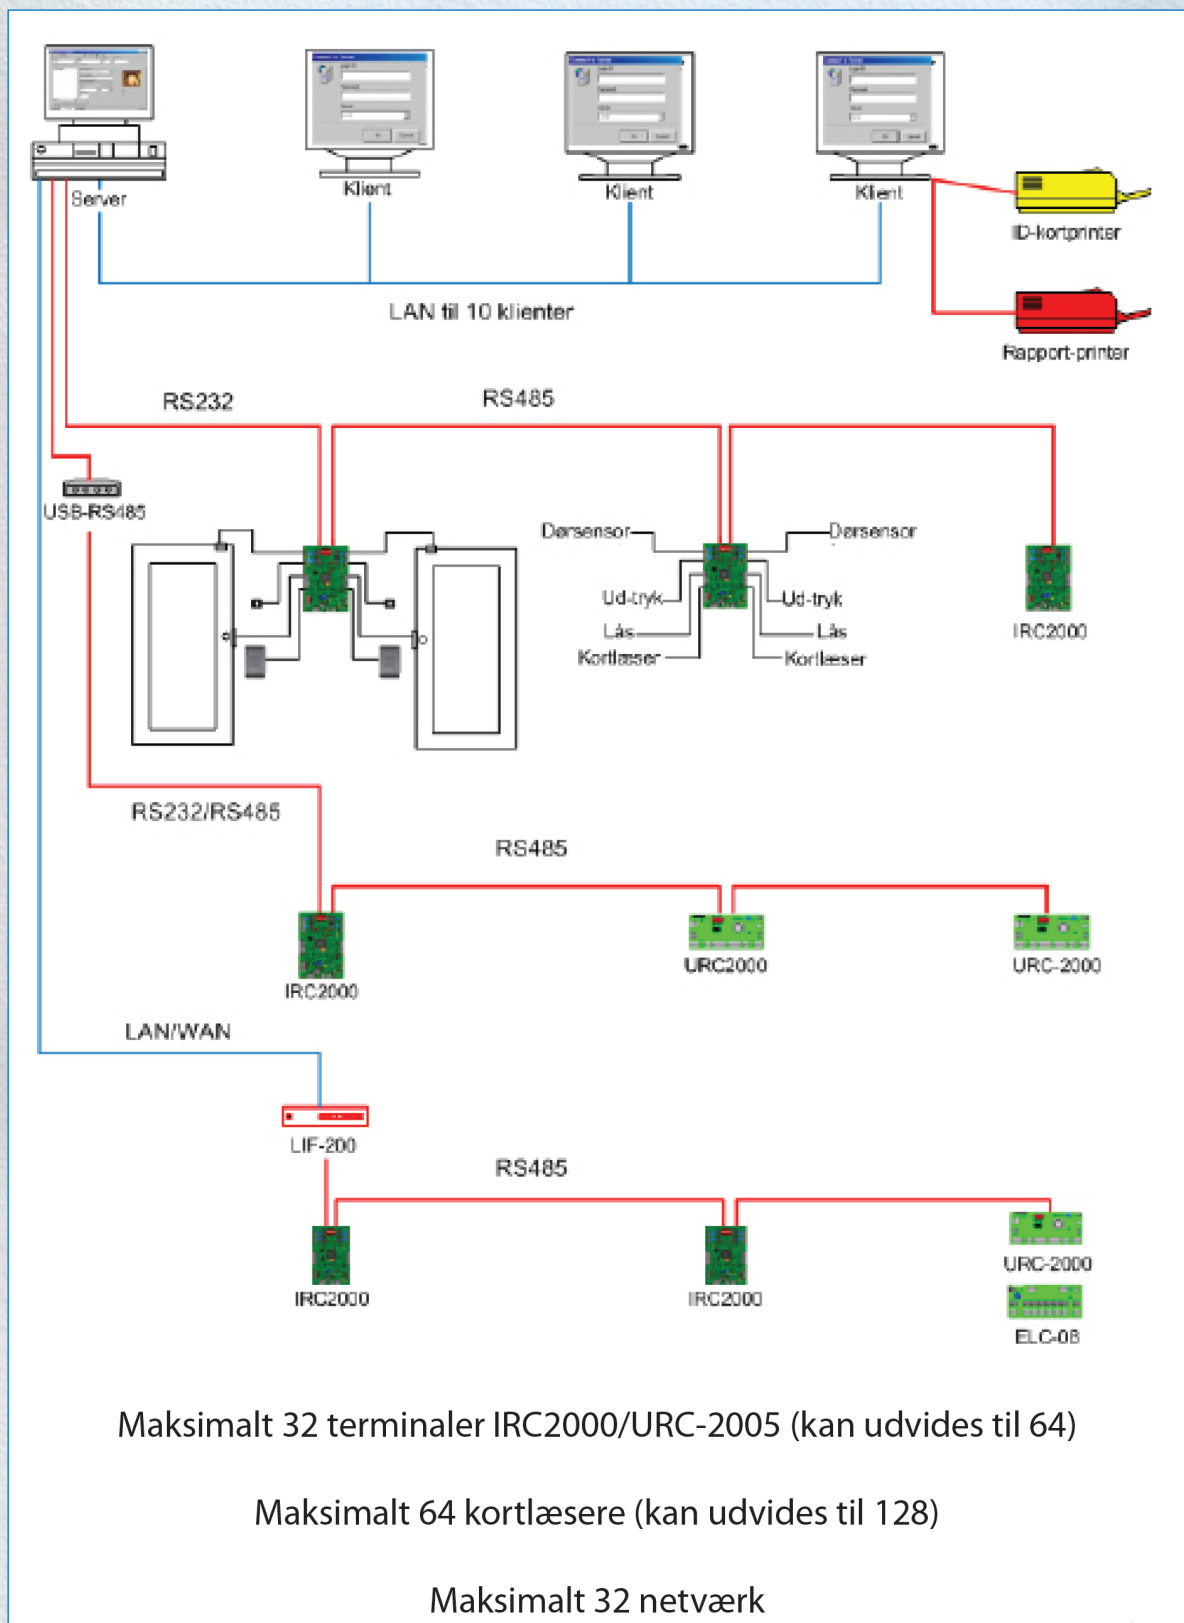 Server
Klient
Klient
Klient
ID-kortprinter
LAN til 10 klienter
Rapport-printer
RS232
RS485
USB-RS485
Dørsensor
Dørsensor
Ud-tryk
Ud-tryk
Lås
Lås
Kortlæser
Kortlæser
IRC2000
RS232/RS485
RS485
IRC2000
URC2000
URC-2000
LAN/WAN
LIF-200
RS485
IRC2000
IRC2000
URC-2000
ELC-08
Maksimalt 32 terminaler IRC2000/URC-2005 (kan udvides til 64)
Maksimalt 64 kortlæsere (kan udvides til 128)
Maksimalt 32 netværk